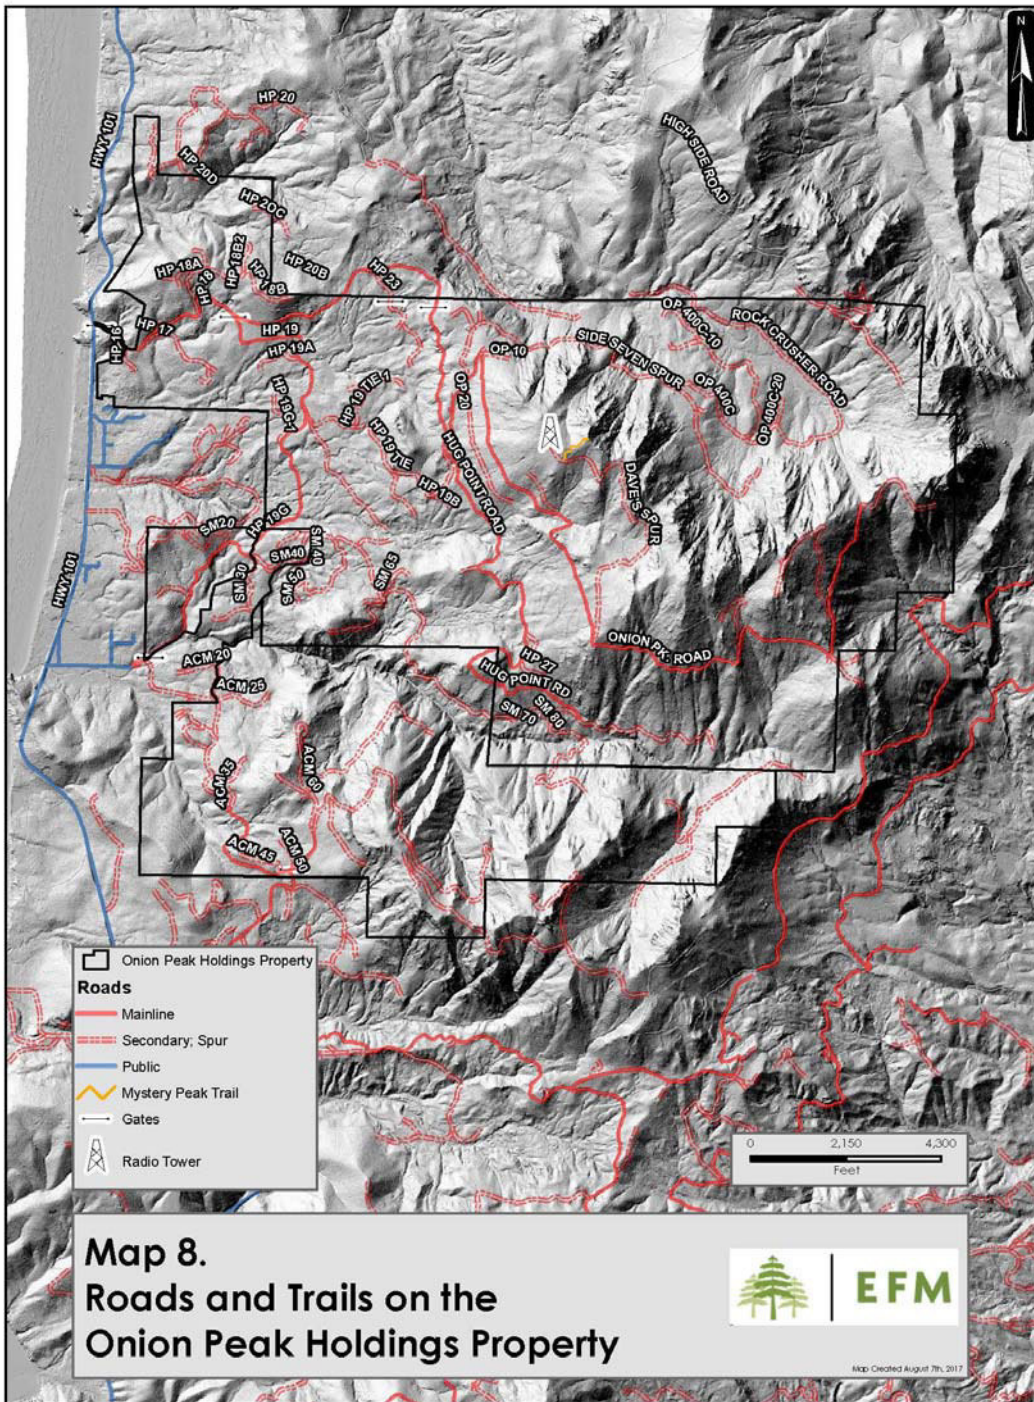 N
HWY 101
HP 20
HIGH SIDE ROAD
HP 20D
HP 20C
HP 18B2
HP 20B
HP 18A
HP 18
HP 18B
HP 23
HP 17
HP 16
HP 19
HP 19A
OP 400C-10
ROCK CRUSHER ROAD
OP 10
SIDE SEVEN SPUR
OP 20
HP 19 TIE 1
HP 19G-1
OP 400C
OP 400C-20
HP 19 TIE
HUG POINT ROAD
HP 19B
DAVE'S SPUR
HP 19G
SM20
SM 40
SM40
SM 30
SM 50
SM 65
HWY 101
ONION PK. ROAD
ACM 20
HP 27
HUG POINT RD
ACM 25
SM 70
SM 80
ACM 60
ACM 35
ACM 45
ACM 50
Onion Peak Holdings Property
Roads
Mainline
Secondary; Spur
Public
Mystery Peak Trail
Gates
Radio Tower
0 2,150 4,300
Feet
Map 8.
Roads and Trails on the
Onion Peak Holdings Property
EFM
Map Created August 7th, 2017